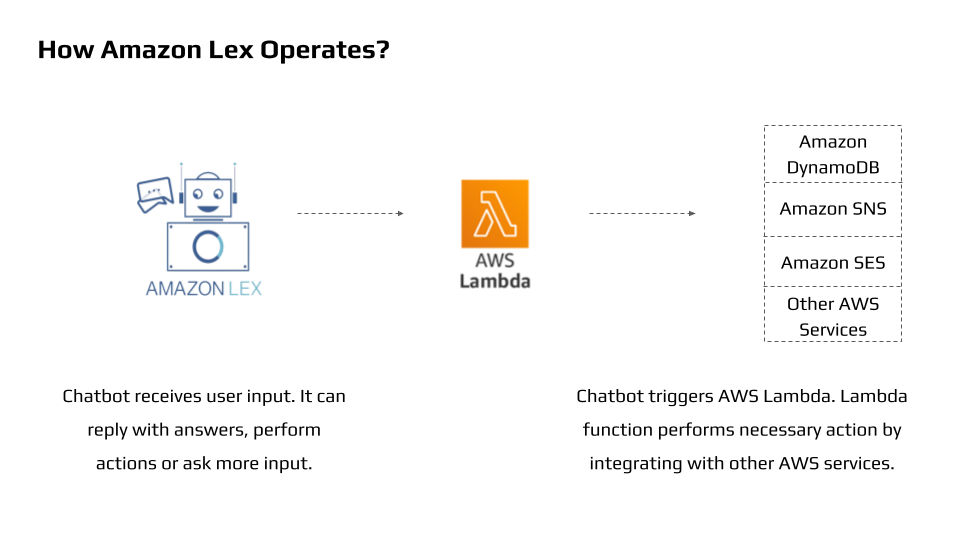 How Amazon Lex Operates?
AMAZON LEX
AWS
Lambda
Amazon
DynamoDB
Amazon SNS
Amazon SES
Other AWS
Services
Chatbot receives user input. It can
reply with answers, perform
actions or ask more input.
Chatbot triggers AWS Lambda. Lambda
function performs necessary action by
integrating with other AWS services.